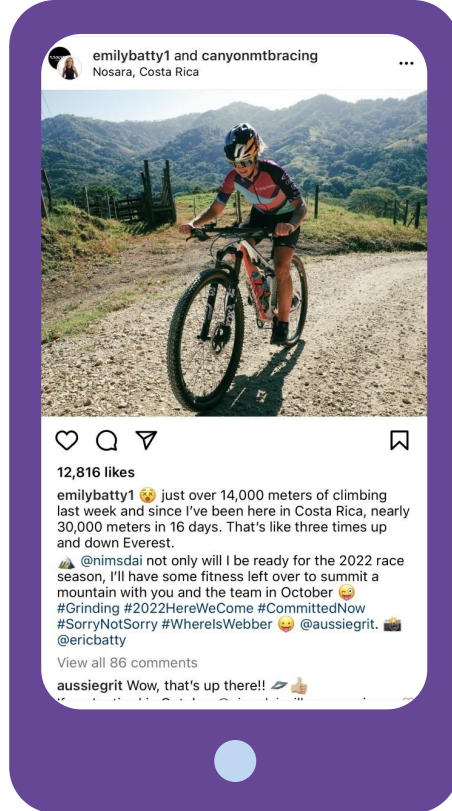 emilybatty1 and canyonmtbracing
Nosara, Costa Rica
12,816 likes
emilybatty1 😵 just over 14,000 meters of climbing
last week and since I've been here in Costa Rica, nearly
30,000 meters in 16 days. That's like three times up
and down Everest.
🏔️ @nimsdai not only will I be ready for the 2022 race
season, I'll have some fitness left over to summit a
mountain with you and the team in October 😜
#Grinding #2022HereWeCome #CommittedNow
#SorryNotSorry #WhereIsWebber 😛 @aussiegrit. 📸
@ericbatty
View all 86 comments
aussiegrit Wow, that's up there!! 🛸👍🏼